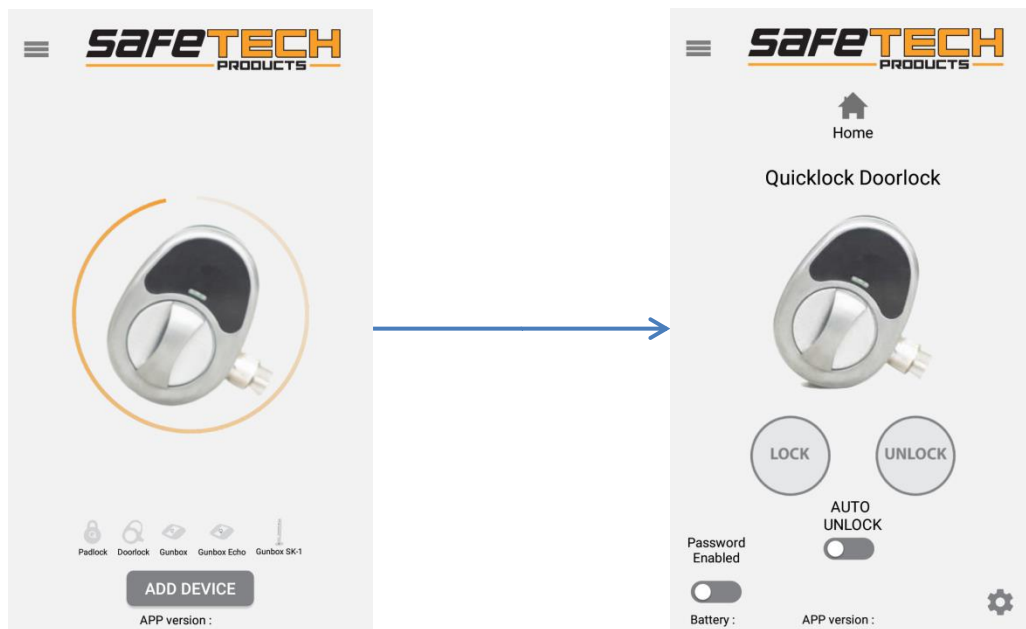 SAFETECH
PRODUCTS
Padlock Doorlock Gunbox Gunbox Echo Gunbox SK-1
ADD DEVICE
APP version :
SAFETECH
PRODUCTS
Home
Quicklock Doorlock
LOCK UNLOCK
AUTO
UNLOCK
Password
Enabled
Battery : APP version :